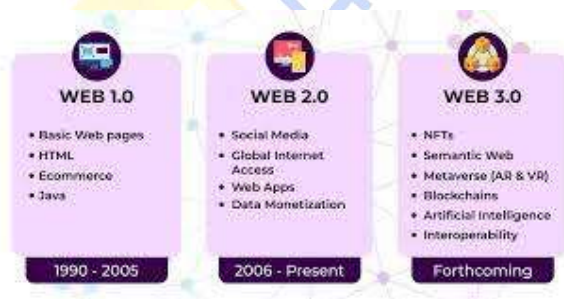 WEB 1.0
• Basic Web pages
• HTML
• Ecommerce
• Java
1990 - 2005
WEB 2.0
• Social Media
• Global Internet
Access
• Web Apps
• Data Monetization
2006 - Present
WEB 3.0
• NFTs
• Semantic Web
• Metaverse (AR & VR)
• Blockchains
• Artificial Intelligence
• Interoperability
Forthcoming